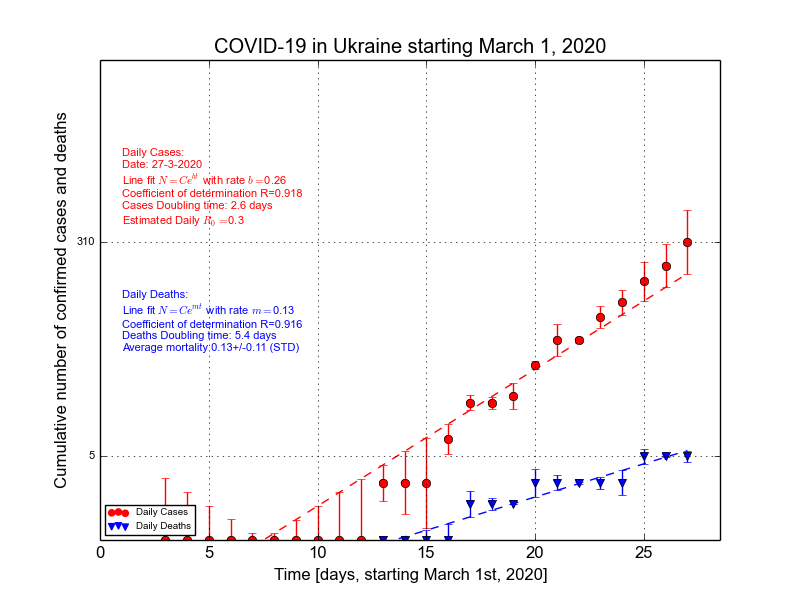 COVID-19 in Ukraine starting March 1, 2020
Cumulative number of confirmed cases and deaths
Daily Cases:
Date: 27-3-2020
Line fit N = Ce^{bt} with rate b =0.26
Coefficient of determination R=0.918
Cases Doubling time: 2.6 days
Estimated Daily R_0 =0.3
310
Daily Deaths:
Line fit N = Ce^{mt} with rate m =0.13
Coefficient of determination R=0.916
Deaths Doubling time: 5.4 days
Average mortality:0.13+/-0.11 (STD)
5
Daily Cases
Daily Deaths
0 5 10 15 20 25
Time [days, starting March 1st, 2020]